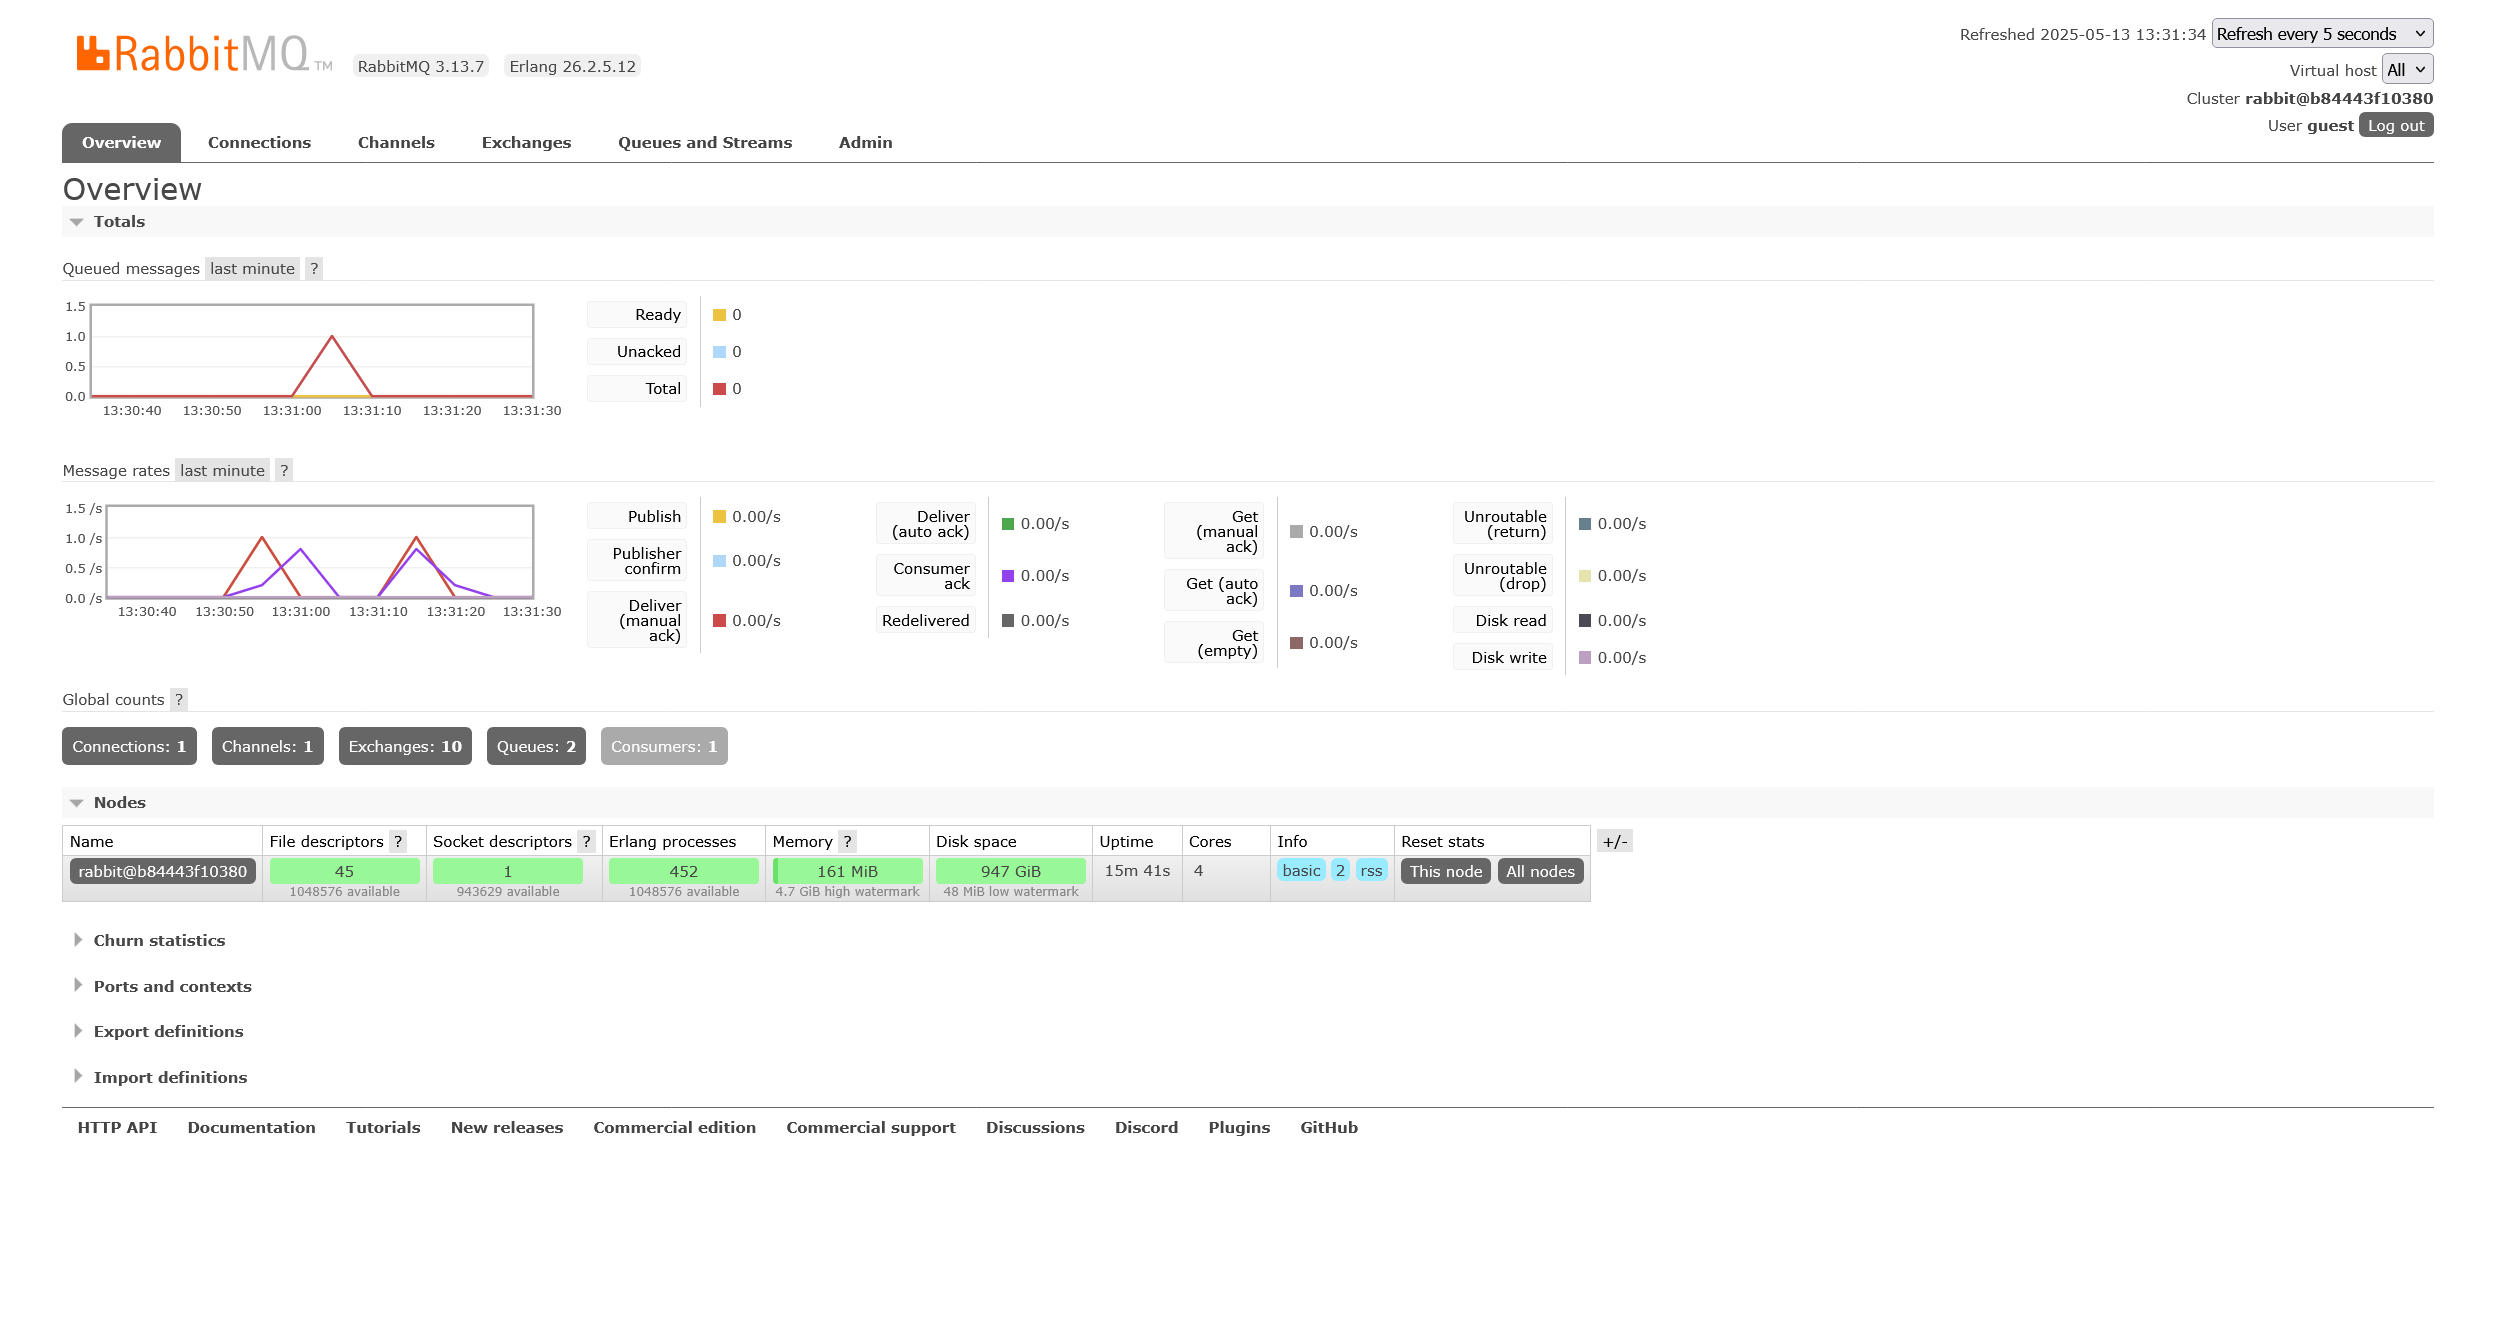 RabbitMQ TM RabbitMQ 3.13.7 Erlang 26.2.5.12
Refreshed 2025-05-13 13:31:34 Refresh every 5 seconds
Virtual host All
Cluster rabbit@b84443f10380
User guest Log out
Overview Connections Channels Exchanges Queues and Streams Admin
Overview
Totals
Queued messages last minute ?
1.5
1.0
0.5
0.0
13:30:40 13:30:50 13:31:00 13:31:10 13:31:20 13:31:30
Ready 0
Unacked 0
Total 0
Message rates last minute ?
1.5 /s
1.0 /s
0.5 /s
0.0 /s
13:30:40 13:30:50 13:31:00 13:31:10 13:31:20 13:31:30
Publish 0.00/s
Publisher
confirm 0.00/s
Deliver
(manual
ack) 0.00/s
Deliver
(auto ack) 0.00/s
Consumer
ack 0.00/s
Redelivered 0.00/s
Get
(manual
ack) 0.00/s
Get (auto
ack) 0.00/s
Get
(empty) 0.00/s
Unroutable
(return) 0.00/s
Unroutable
(drop) 0.00/s
Disk read 0.00/s
Disk write 0.00/s
Global counts ?
Connections: 1 Channels: 1 Exchanges: 10 Queues: 2 Consumers: 1
Nodes
Name File descriptors ? Socket descriptors ? Erlang processes Memory ? Disk space Uptime Cores Info Reset stats +/-
rabbit@b84443f10380 45 1 452 161 MiB 947 GiB 15m 41s 4 basic 2 rss This node All nodes
1048576 available 943629 available 1048576 available 4.7 GiB high watermark 48 MiB low watermark
Churn statistics
Ports and contexts
Export definitions
Import definitions
HTTP API Documentation Tutorials New releases Commercial edition Commercial support Discussions Discord Plugins GitHub